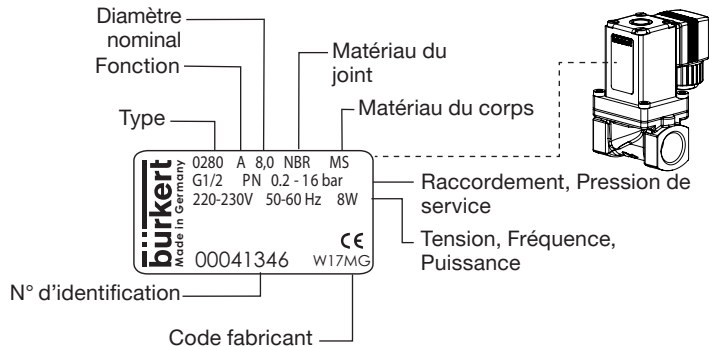 Diamètre
nominal
Fonction
Type
Matériau du
joint
Matériau du corps
bürkert
Made in Germany
0280 A 8,0 NBR MS
G1/2 PN 0.2 - 16 bar
220-230V 50-60 Hz 8W
CE
00041346 W17MG
Raccordement, Pression de
service
Tension, Fréquence,
Puissance
N° d'identification
Code fabricant